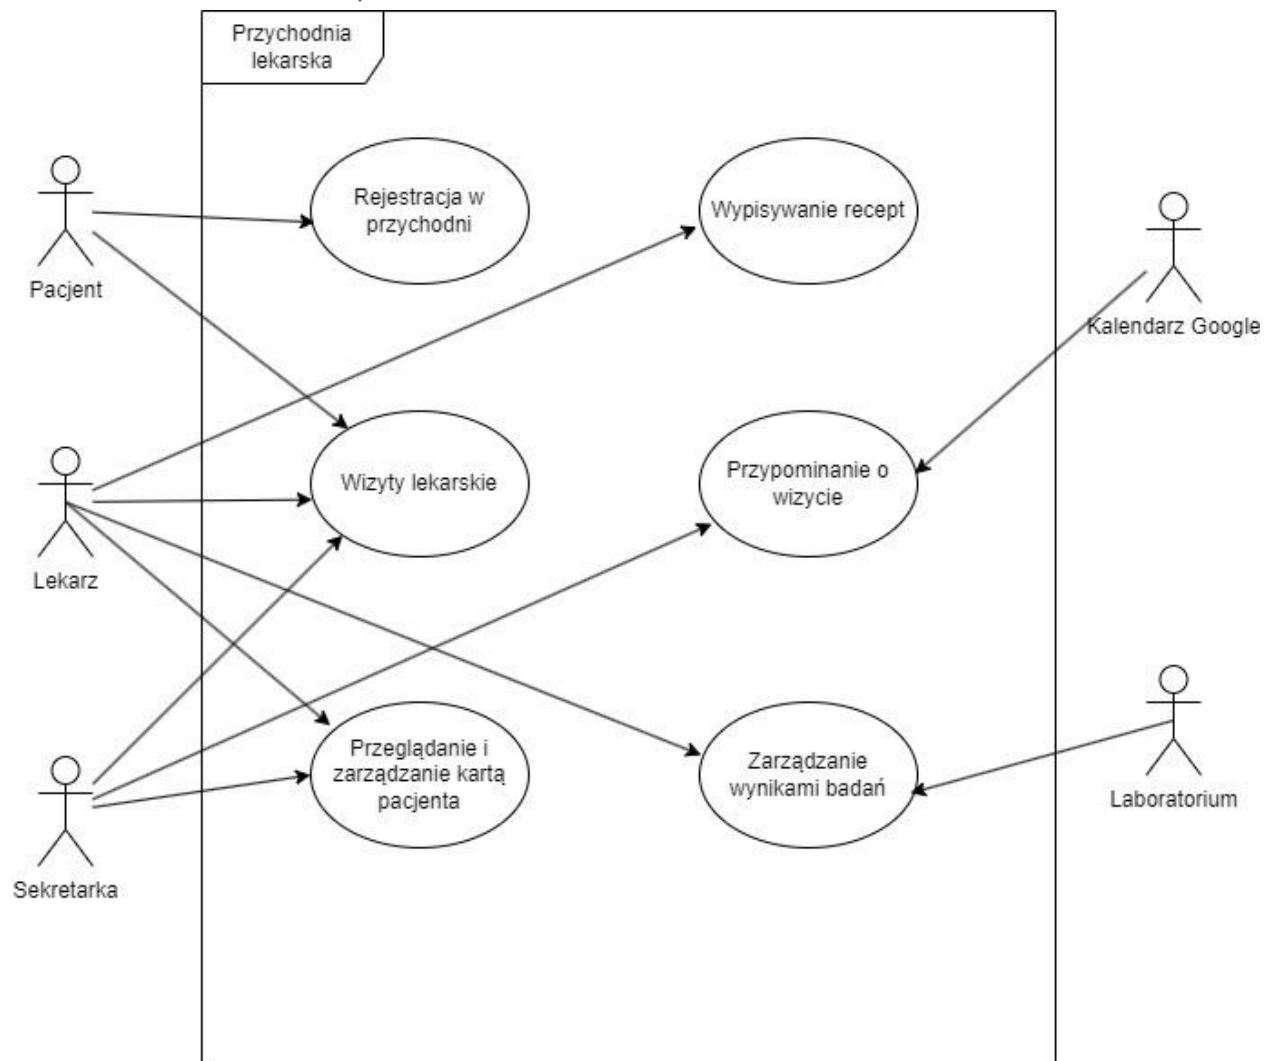 Przychodnia
lekarska
Rejestracja w
przychodni
Wypisywanie recept
Pacjent
Kalendarz Google
Wizyty lekarskie
Przypominanie o
wizycie
Lekarz
Przeglądanie i
zarządzanie kartą
pacjenta
Zarządzanie
wynikami badań
Laboratorium
Sekretarka